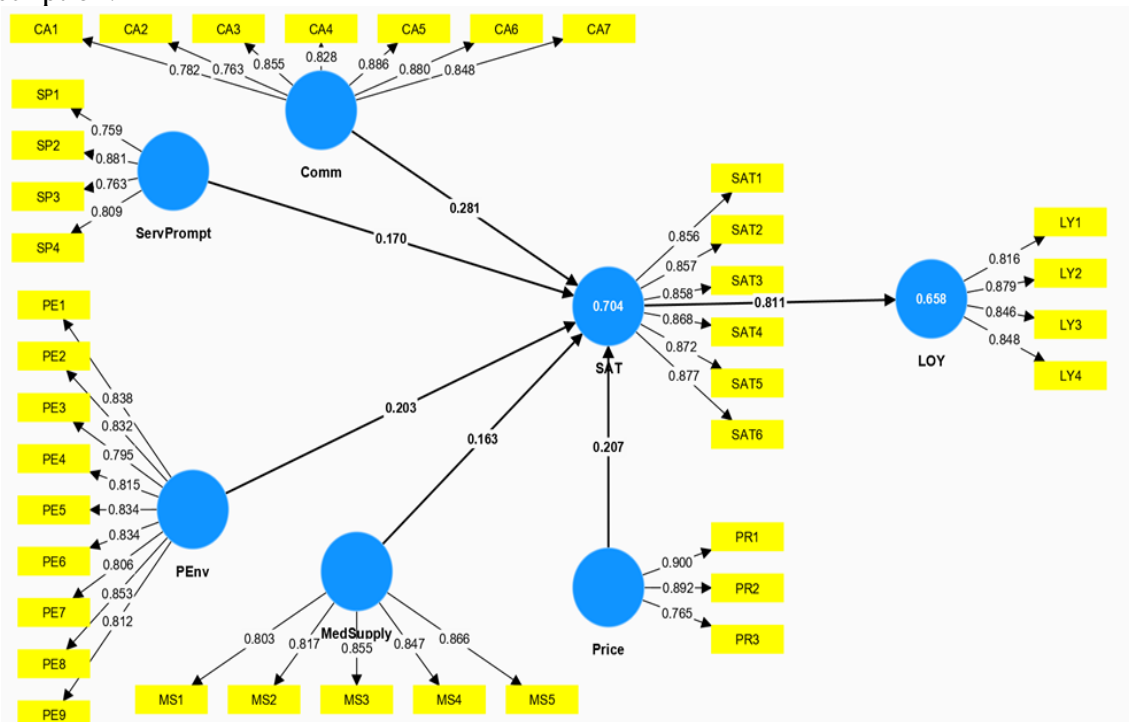 CA1 CA2 CA3 CA4 CA5 CA6 CA7
0.782 0.763 0.855 0.828 0.886 0.880 0.848
Comm
SP1
SP2
SP3
SP4
0.759
0.881
0.763
0.809
ServPrompt
0.281
0.170
PE1
PE2
PE3
PE4
PE5
PE6
PE7
PE8
PE9
0.838
0.832
0.795
0.815
0.834
0.834
0.806
0.853
0.812
PEnv
0.203
0.163
0.207
MedSupply
0.803 0.817 0.855 0.847 0.866
MS1 MS2 MS3 MS4 MS5
Price
0.900
0.892
0.765
PR1
PR2
PR3
0.704
SAT
0.856
0.857
0.858
0.868
0.872
0.877
SAT1
SAT2
SAT3
SAT4
SAT5
SAT6
0.811
0.658
LOY
0.816
0.879
0.846
0.848
LY1
LY2
LY3
LY4